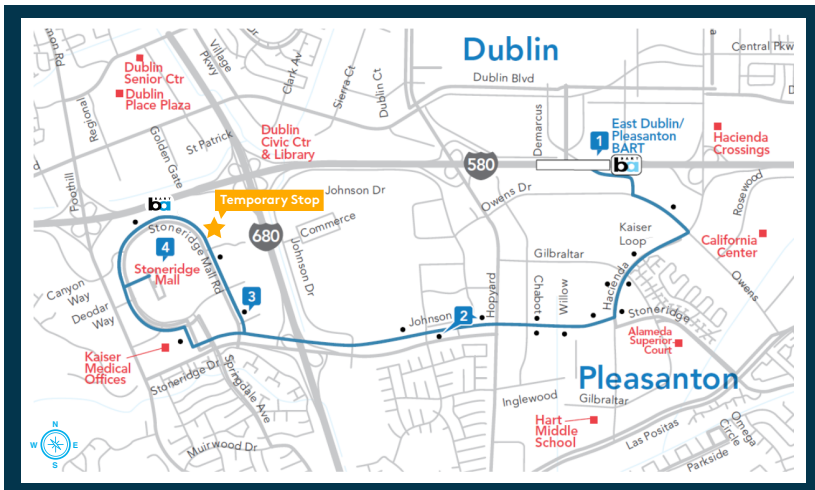 Dublin
Central Pkw
Dublin Blvd
Village
Pkwy
Clark Av
Sierra Ct
Dublin Ct
Dublin
Senior Ctr
Dublin
Place Plaza
Regional
Golden Gate
St Patrick
Dublin
Civic Ctr
& Library
Demarcus
1
East Dublin/
Pleasanton
BART
BART
ba
Hacienda
Crossings
580
Foothill
ba
Temporary Stop
Johnson Dr
Commerce
680
Johnson Dr
Owens Dr
Rosewood
Kaiser
Loop
California
Center
Owens
4
Stoneridge
Mall
Stoneridge Mall Rd
Gilbraltar
Canyon
Way
Deodar
Way
3
Hopyard
Chabot
Willow
Hacienda
Johnson
2
Stoneridge
Alameda
Superior
Court
Kaiser
Medical
Offices
Stoneridge Dr
Springdale Ave
Pleasanton
Inglewood
Gilbraltar
Hart
Middle
School
Las Positas
Omega
Circle
Parkside
Muirwood Dr
N
W
E
S